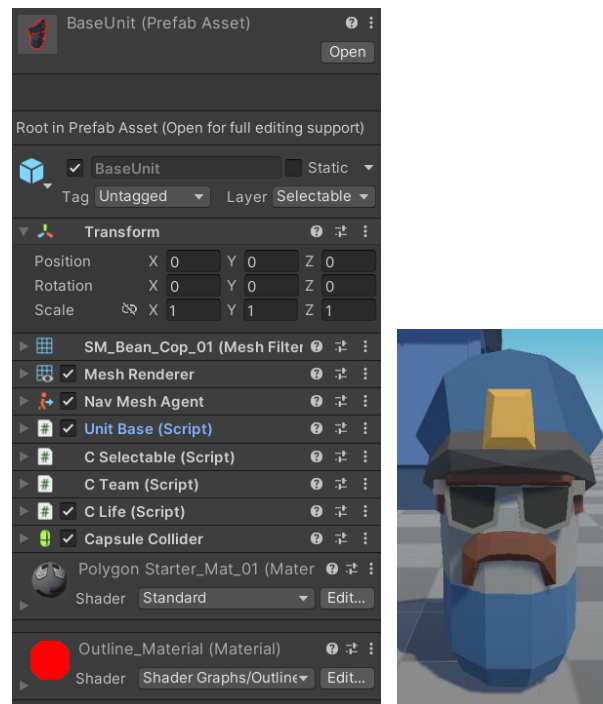 BaseUnit (Prefab Asset)
Open
Root in Prefab Asset (Open for full editing support)
BaseUnit Static
Tag Untagged Layer Selectable
Transform
Position X 0 Y 0 Z 0
Rotation X 0 Y 0 Z 0
Scale X 1 Y 1 Z 1
SM_Bean_Cop_01 (Mesh Filter
Mesh Renderer
Nav Mesh Agent
# Unit Base (Script)
# C Selectable (Script)
# C Team (Script)
# C Life (Script)
Capsule Collider
Polygon Starter_Mat_01 (Mater
Shader Standard Edit...
Outline_Material (Material)
Shader Shader Graphs/Outline Edit...